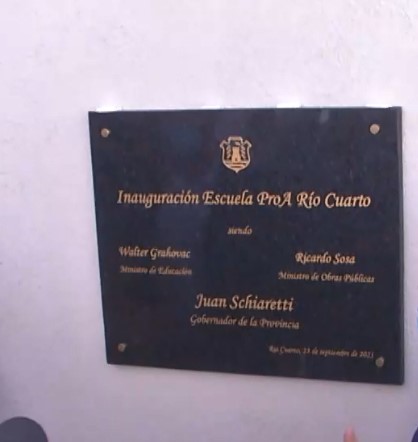 Inauguración Escuela ProA Río Cuarto
siendo
Walter Grahovac
Ministro de Educación
Ricardo Sosa
Ministro de Obras Públicas
Juan Schiaretti
Gobernador de la Provincia
Río Cuarto, 15 de septiembre de 2021